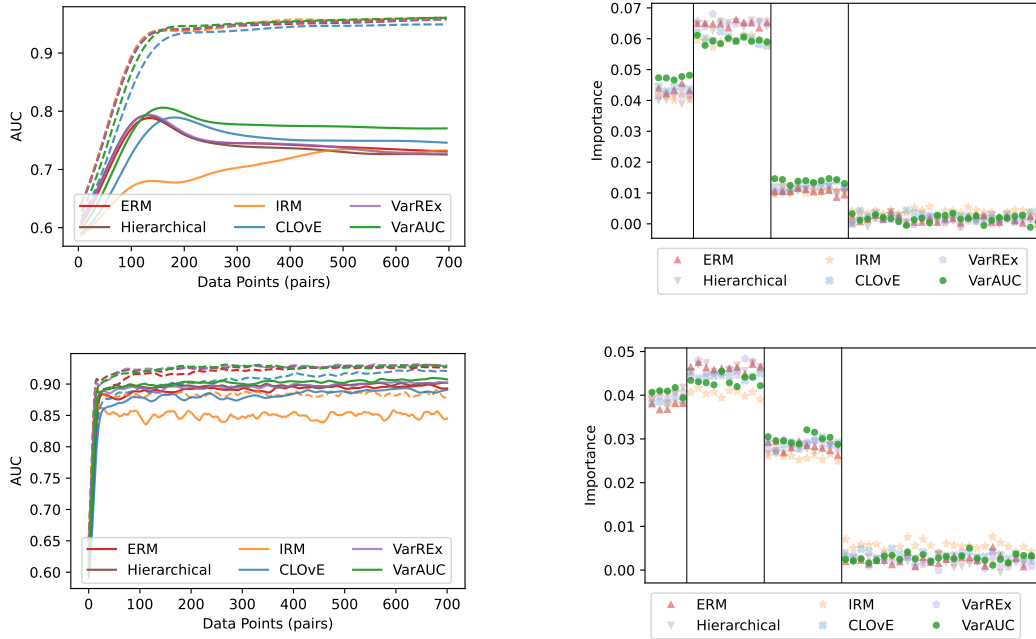 0.9
0.8
0.7
0.6
AUC
0 100 200 300 400 500 600 700
Data Points (pairs)
ERM IRM VarREx
Hierarchical CLOvE VarAUC
0.07
0.06
0.05
0.04
0.03
0.02
0.01
0.00
Importance
ERM IRM VarREx
Hierarchical CLOvE VarAUC
0.90
0.85
0.80
0.75
0.70
0.65
0.60
AUC
0 100 200 300 400 500 600 700
Data Points (pairs)
ERM IRM VarREx
Hierarchical CLOvE VarAUC
0.05
0.04
0.03
0.02
0.01
0.00
Importance
ERM IRM VarREx
Hierarchical CLOvE VarAUC